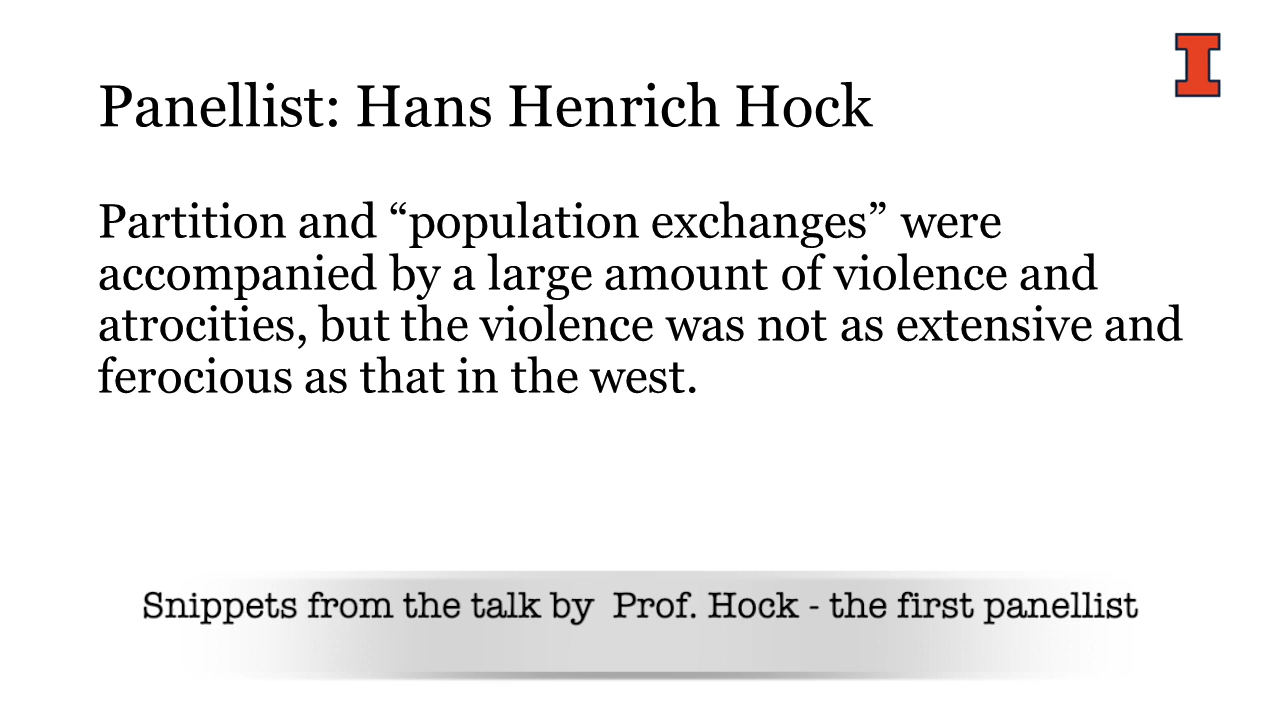 Panellist: Hans Henrich Hock
Partition and “population exchanges” were
accompanied by a large amount of violence and
atrocities, but the violence was not as extensive and
ferocious as that in the west.
Snippets from the talk by  Prof. Hock - the first panellist